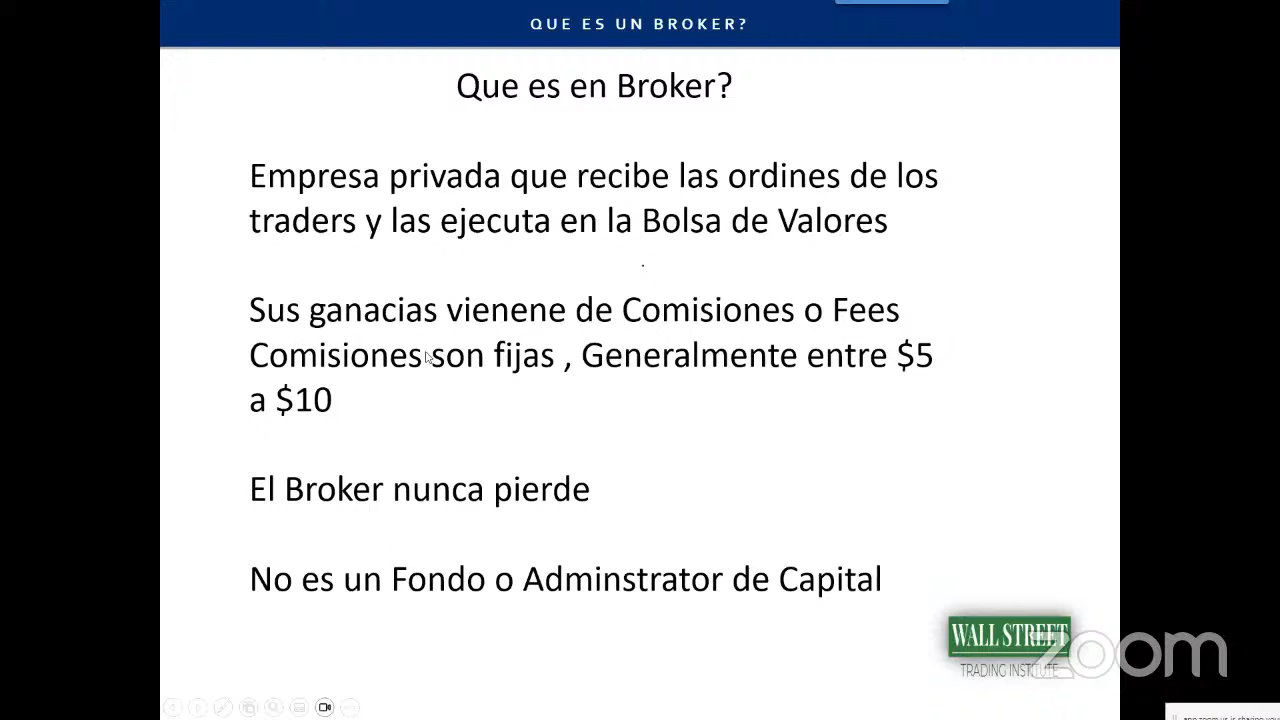 QUE ES UN BROKER?
Que es en Broker?
Empresa privada que recibe las ordines de los
traders y las ejecuta en la Bolsa de Valores
.
Sus ganacias vienene de Comisiones o Fees
Comisiones son fijas , Generalmente entre $5
a $10
El Broker nunca pierde
No es un Fondo o Adminstrator de Capital
WALL STREET
TRADING INSTITUTE
zoom